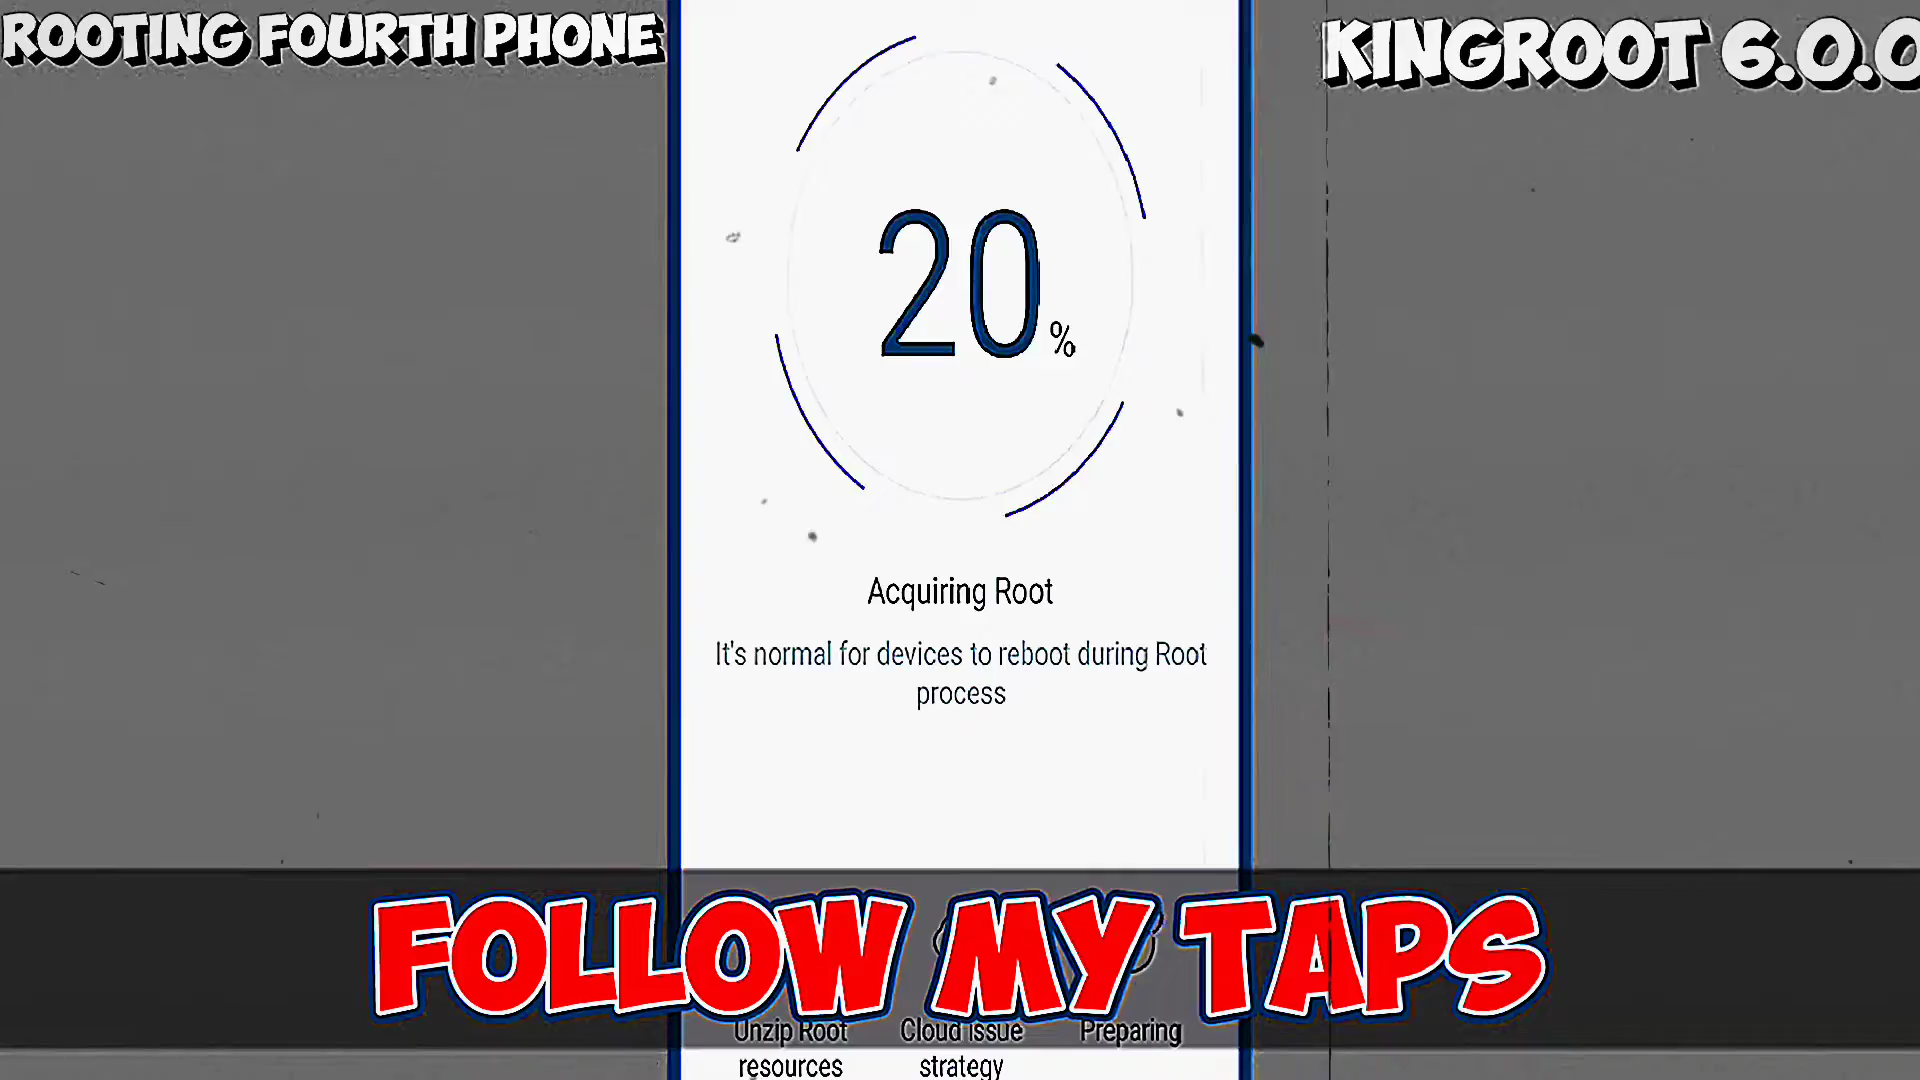 ROOTING FOURTH PHONE
KINGROOT 6.0.0
20 %
Acquiring Root
It's normal for devices to reboot during Root
process
FOLLOW MY TAPS
Unzip Root
resources
Cloud issue
strategy
Preparing